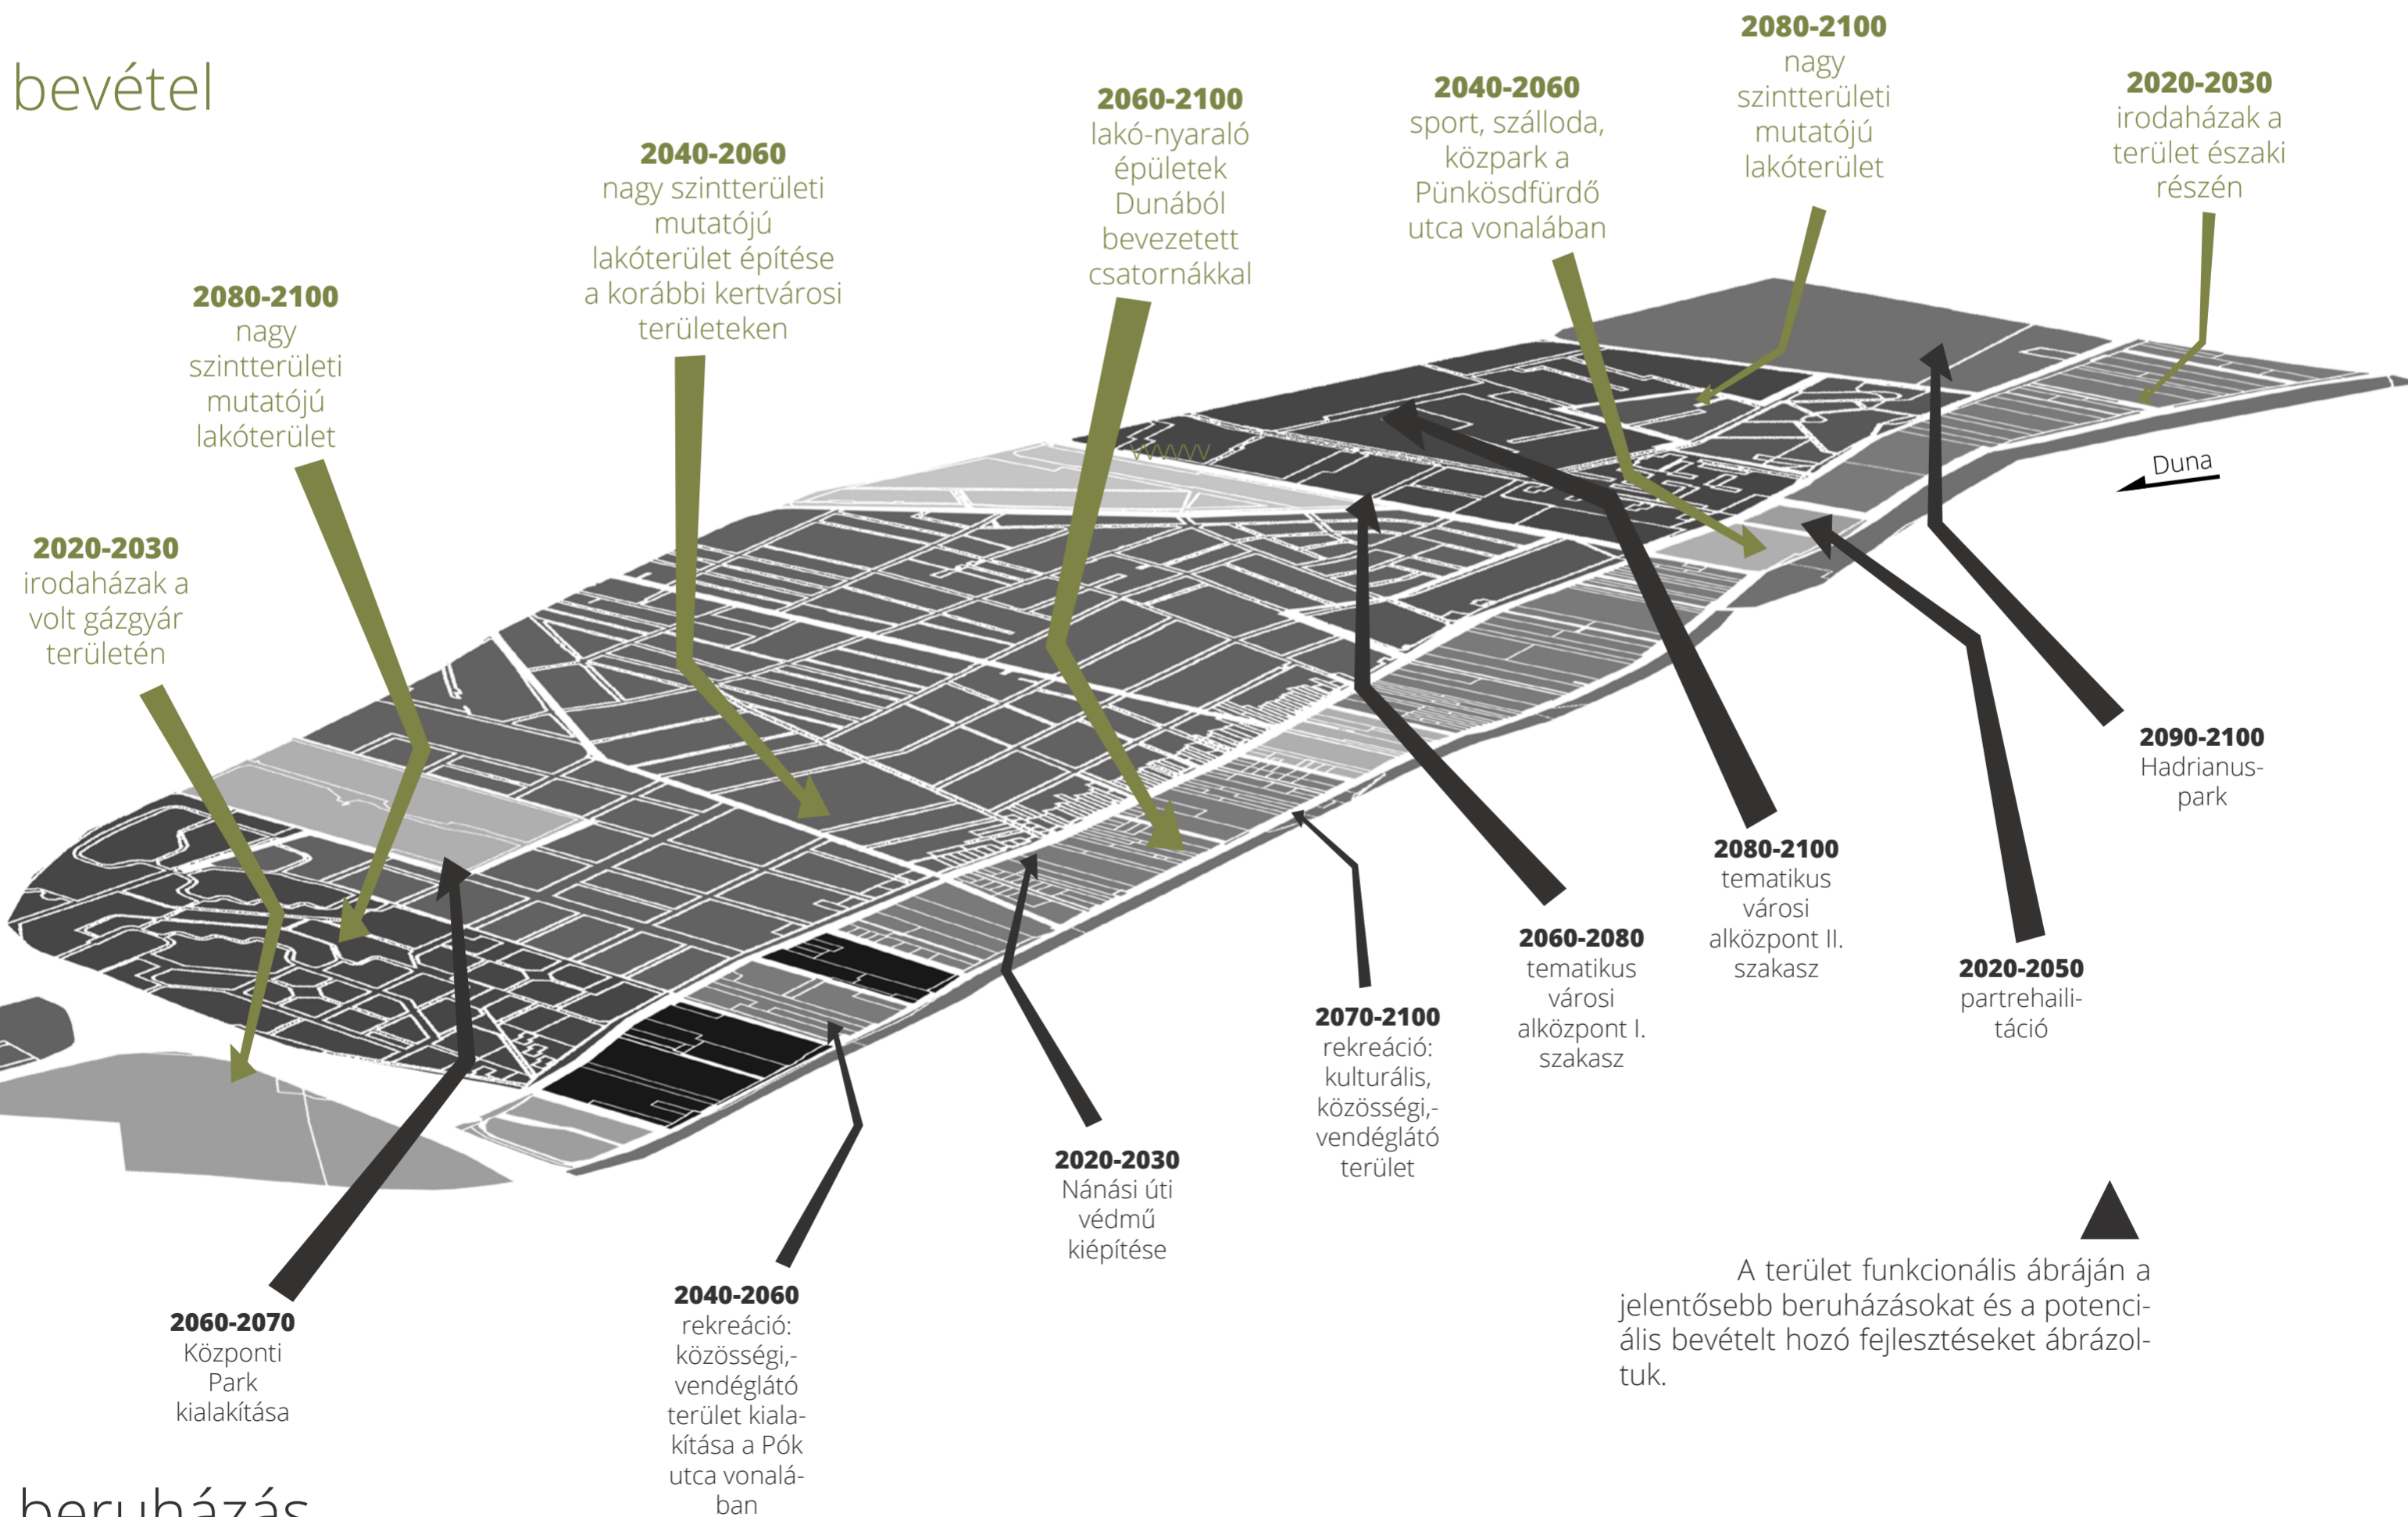 bevétel
2020-2030
irodaházak a
volt gázgyár
területén
2080-2100
nagy
szintterületi
mutatójú
lakóterület
2040-2060
nagy szintterületi
mutatójú
lakóterület építése
a korábbi kertvárosi
területeken
2060-2100
lakó-nyaraló
épületek
Dunából
bevezetett
csatornákkal
2040-2060
sport, szálloda,
közpark a
Pünkösdfürdő
utca vonalában
2080-2100
nagy
szintterületi
mutatójú
lakóterület
2020-2030
irodaházak a
terület északi
részén
vvvvvv
Duna
2060-2070
Központi
Park
kialakítása
2040-2060
rekreáció:
közösségi,-
vendéglátó
terület kiala-
kítása a Pók
utca vonalá-
ban
2020-2030
Nánási úti
védmű
kiépítése
2070-2100
rekreáció:
kulturális,
közösségi,-
vendéglátó
terület
2060-2080
tematikus
városi
alközpont I.
szakasz
2080-2100
tematikus
városi
alközpont II.
szakasz
2020-2050
partrehaili-
táció
2090-2100
Hadrianus-
park
A terület funkcionális ábráján a
jelentősebb beruházásokat és a potenci-
ális bevételt hozó fejlesztéseket ábrázol-
tuk.
beruházás